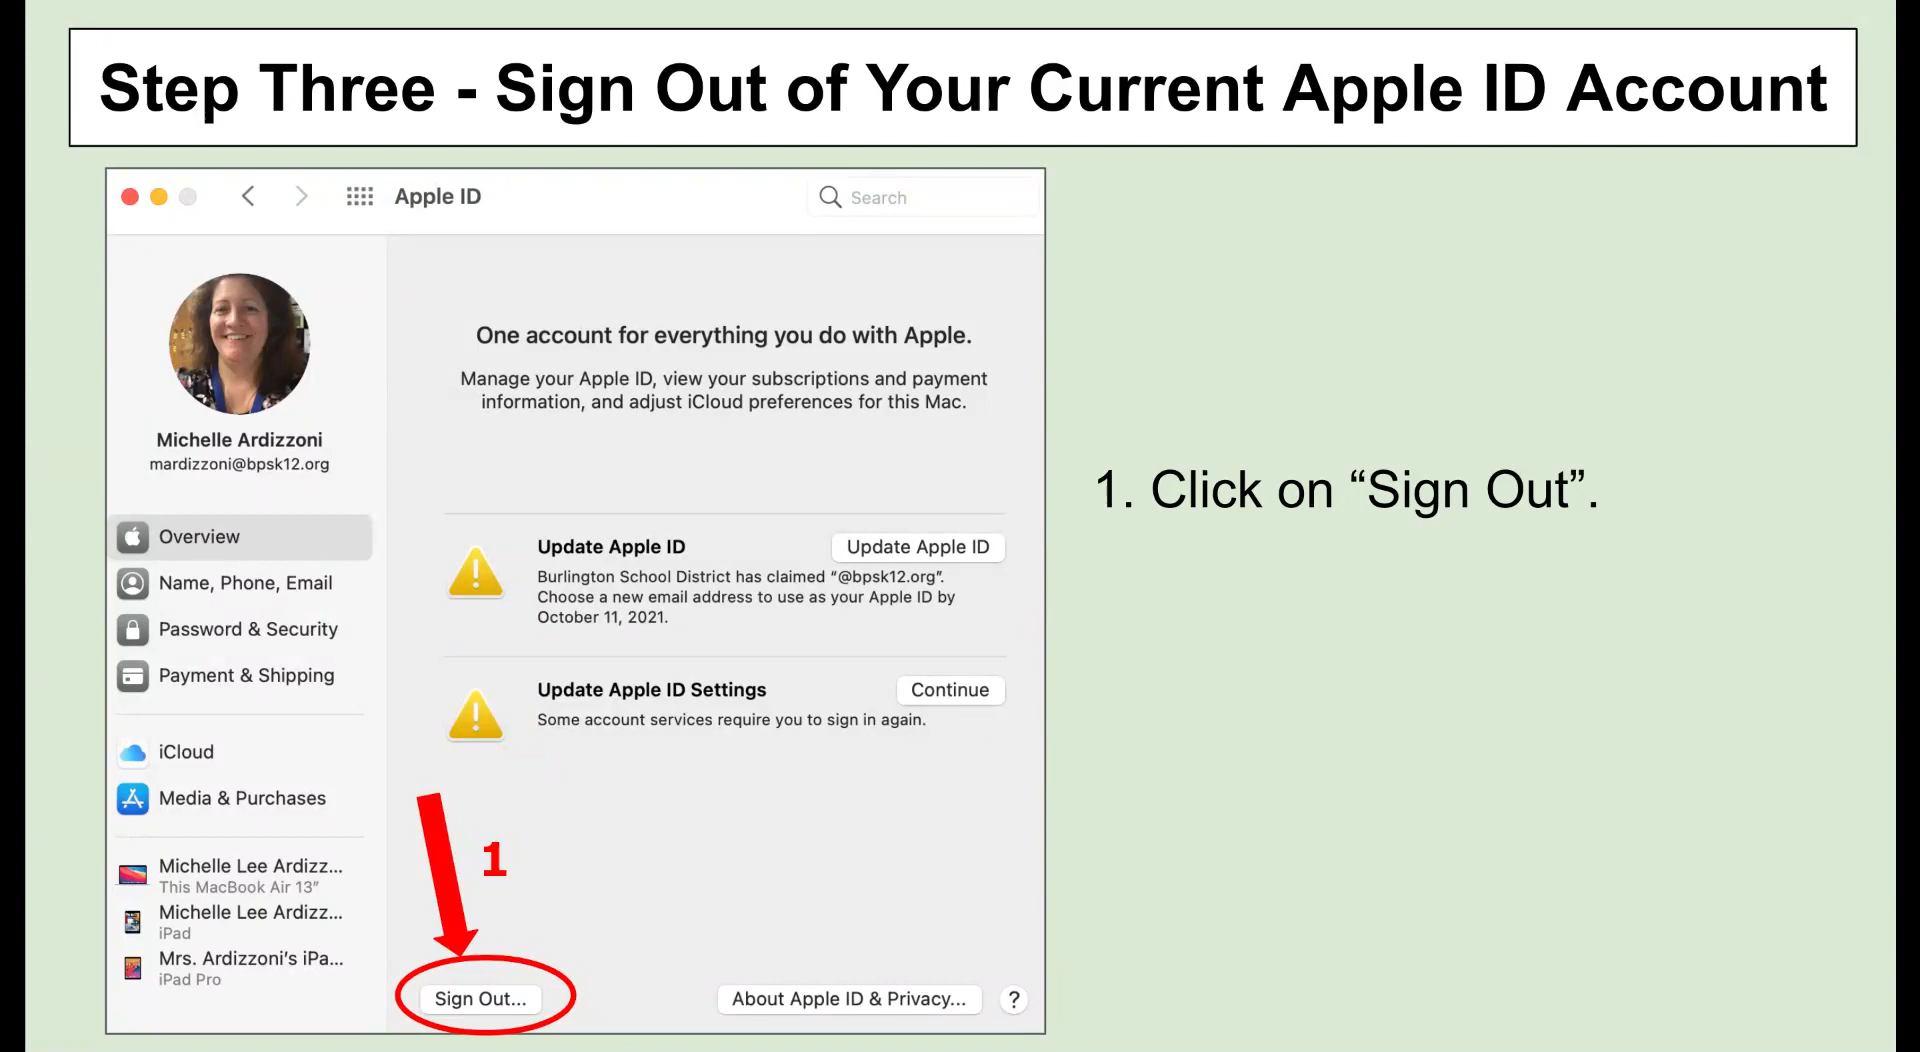 Step Three - Sign Out of Your Current Apple ID Account
Apple ID
Search
Michelle Ardizzoni
mardizzoni@bpsk12.org
Overview
Name, Phone, Email
Password & Security
Payment & Shipping
iCloud
Media & Purchases
Michelle Lee Ardizz...
This MacBook Air 13"
Michelle Lee Ardizz...
iPad
Mrs. Ardizzoni's iPa...
iPad Pro
One account for everything you do with Apple.
Manage your Apple ID, view your subscriptions and payment
information, and adjust iCloud preferences for this Mac.
Update Apple ID
Update Apple ID
Burlington School District has claimed “@bpsk12.org”.
Choose a new email address to use as your Apple ID by
October 11, 2021.
Update Apple ID Settings
Continue
Some account services require you to sign in again.
1
Sign Out...
About Apple ID & Privacy...
?
1. Click on “Sign Out”.